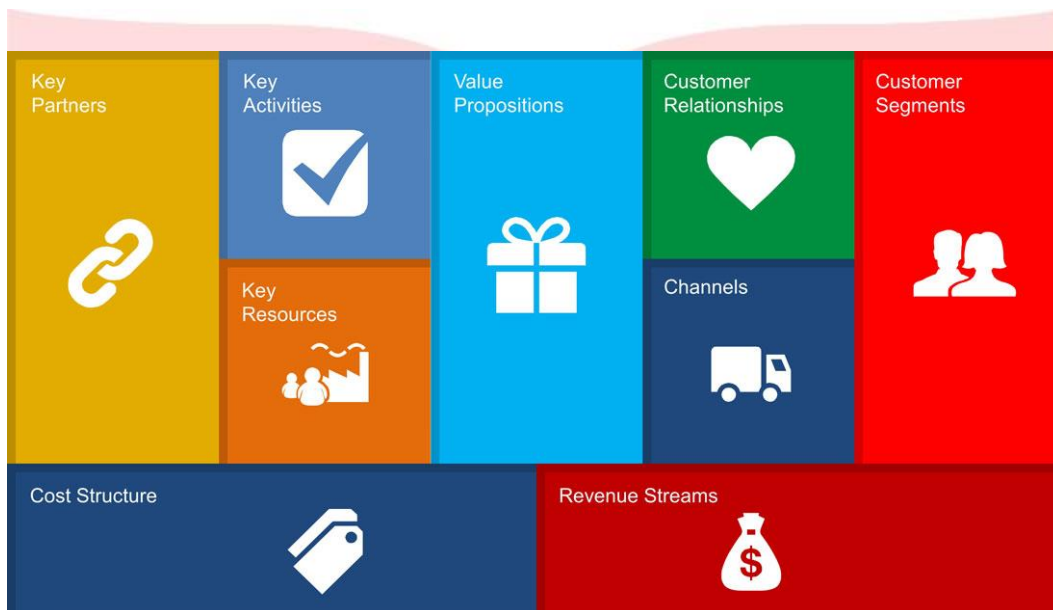 Key
Partners
Key
Activities
Key
Resources
Value
Propositions
Customer
Relationships
Channels
Customer
Segments
Cost Structure
Revenue Streams
$